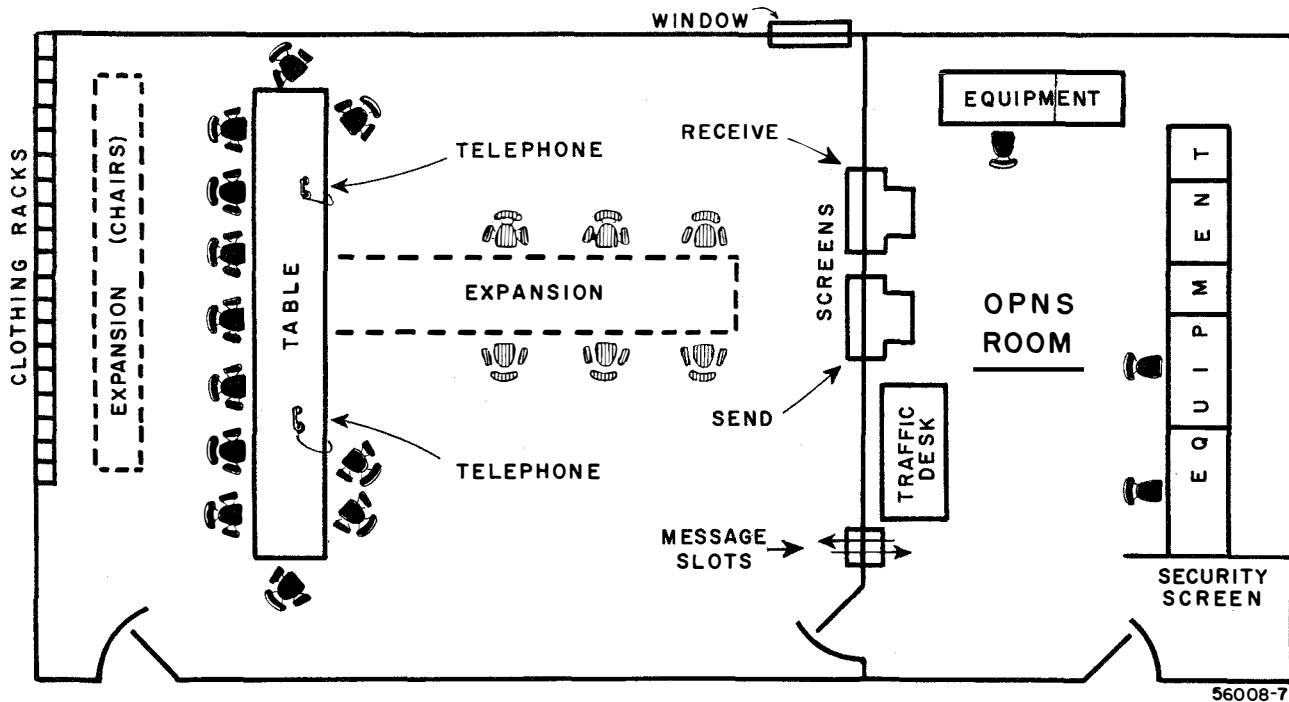 WINDOW
EQUIPMENT
RECEIVE
TELEPHONE
CLOTHING RACKS
EXPANSION (CHAIRS)
TABLE
EXPANSION
SCREENS
OPNS
ROOM
EQUIPMENT
SEND
TRAFFIC
DESK
TELEPHONE
MESSAGE
SLOTS
SECURITY
SCREEN
56008-7